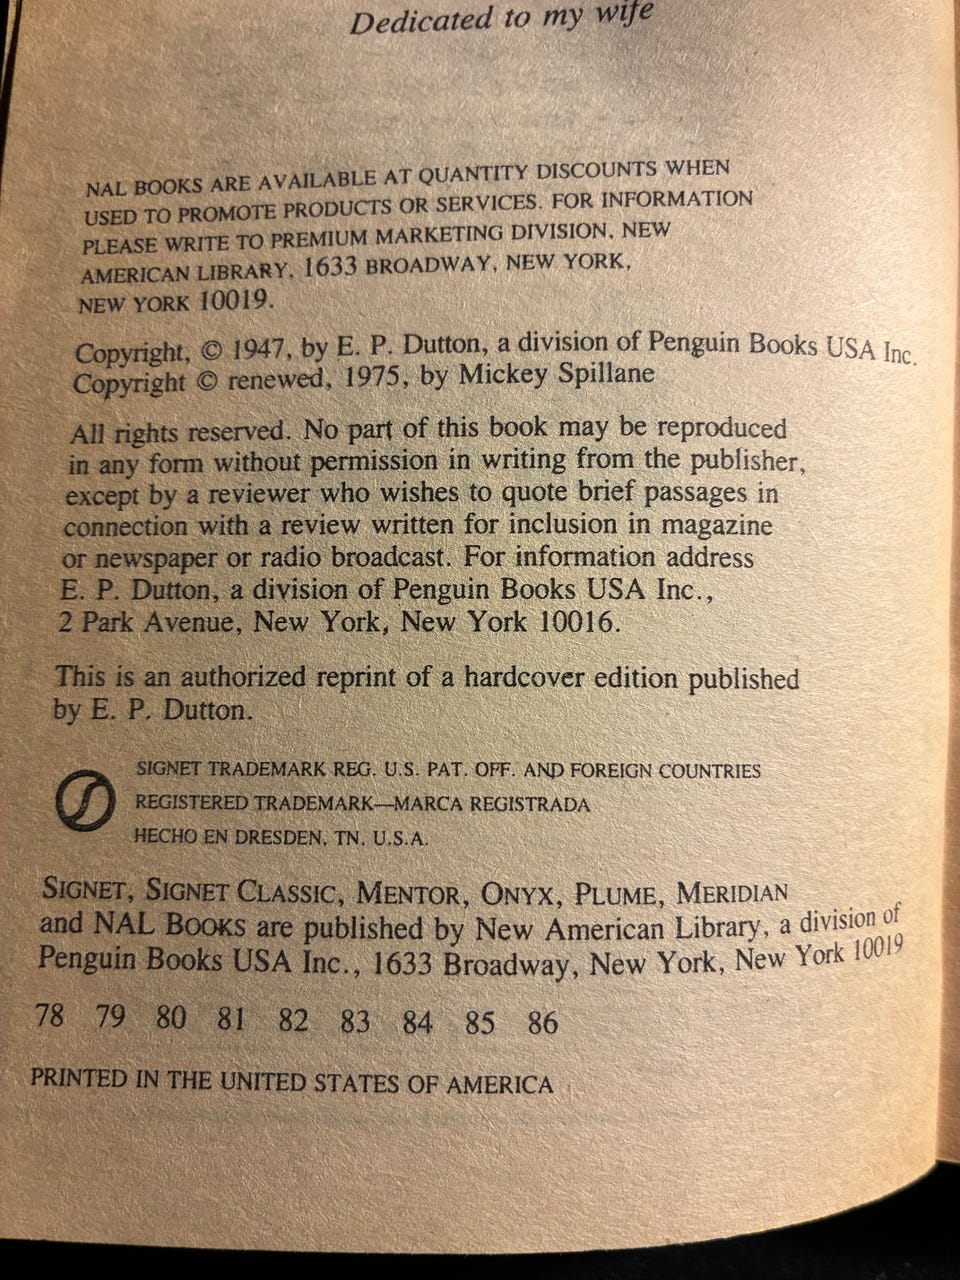 Dedicated to my wife
NAL BOOKS ARE AVAILABLE AT QUANTITY DISCOUNTS WHEN
USED TO PROMOTE PRODUCTS OR SERVICES. FOR INFORMATION
PLEASE WRITE TO PREMIUM MARKETING DIVISION, NEW
AMERICAN LIBRARY, 1633 BROADWAY, NEW YORK,
NEW YORK 10019.
Copyright, © 1947, by E. P. Dutton, a division of Penguin Books USA Inc.
Copyright © renewed, 1975, by Mickey Spillane
All rights reserved. No part of this book may be reproduced
in any form without permission in writing from the publisher,
except by a reviewer who wishes to quote brief passages in
connection with a review written for inclusion in magazine
or newspaper or radio broadcast. For information address
E. P. Dutton, a division of Penguin Books USA Inc.,
2 Park Avenue, New York, New York 10016.
This is an authorized reprint of a hardcover edition published
by E. P. Dutton.
SIGNET TRADEMARK REG. U.S. PAT. OFF. AND FOREIGN COUNTRIES
REGISTERED TRADEMARK—MARCA REGISTRADA
HECHO EN DRESDEN, TN. U.S.A.
SIGNET, SIGNET CLASSIC, MENTOR, ONYX, PLUME, MERIDIAN
and NAL BOOKS are published by New American Library, a division of
Penguin Books USA Inc., 1633 Broadway, New York, New York 10019
78 79 80 81 82 83 84 85 86
PRINTED IN THE UNITED STATES OF AMERICA